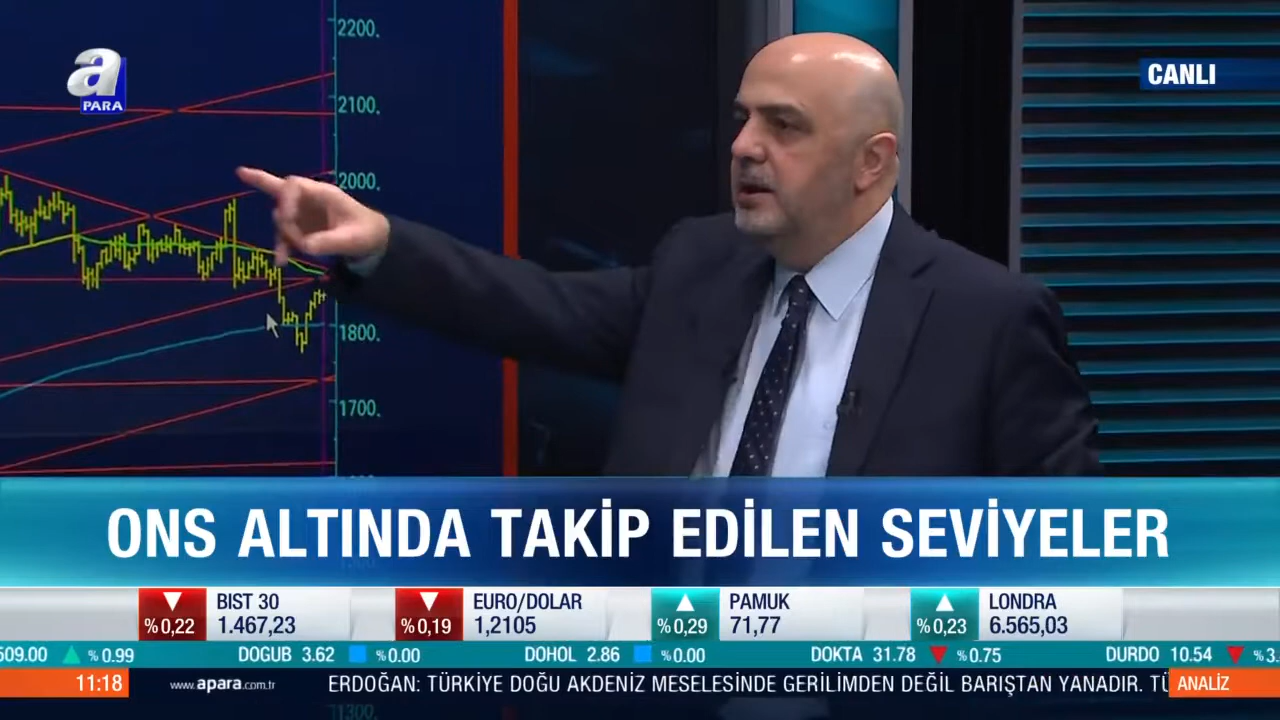 2200.
a
PARA
CANLI
2100.
2000.
1800.
1700.
ONS ALTINDA TAKİP EDİLEN SEVİYELER
BIST 30
%0,22 1.467,23
EURO/DOLAR
%0,19 1,2105
PAMUK
%0,29 71,77
LONDRA
%0,23 6.565,03
509.00 %0.99 DOGUB 3.62 %0.00 DOHOL 2.86 %0.00 DOKTA 31.78 %0.75 DURDO 10.54 %3.
11:18 www.apara.com.tr ERDOĞAN: TÜRKİYE DOĞU AKDENİZ MESELESİNDE GERİLİMDEN DEĞİL BARIŞTAN YANADIR. TÜ ANALİZ
1300.